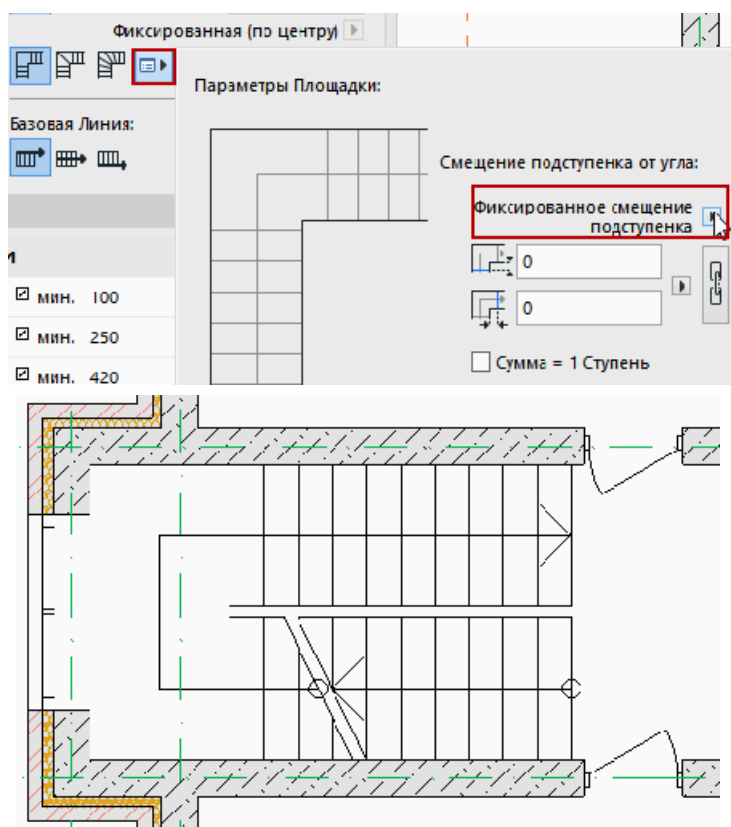 Фиксированная (по центру)
Параметры Площадки:
Базовая Линия:
Смещение подступенка от угла:
Фиксированное смещение
подступенка
0
0
мин. 100
мин. 250
мин. 420
Сумма = 1 Ступень